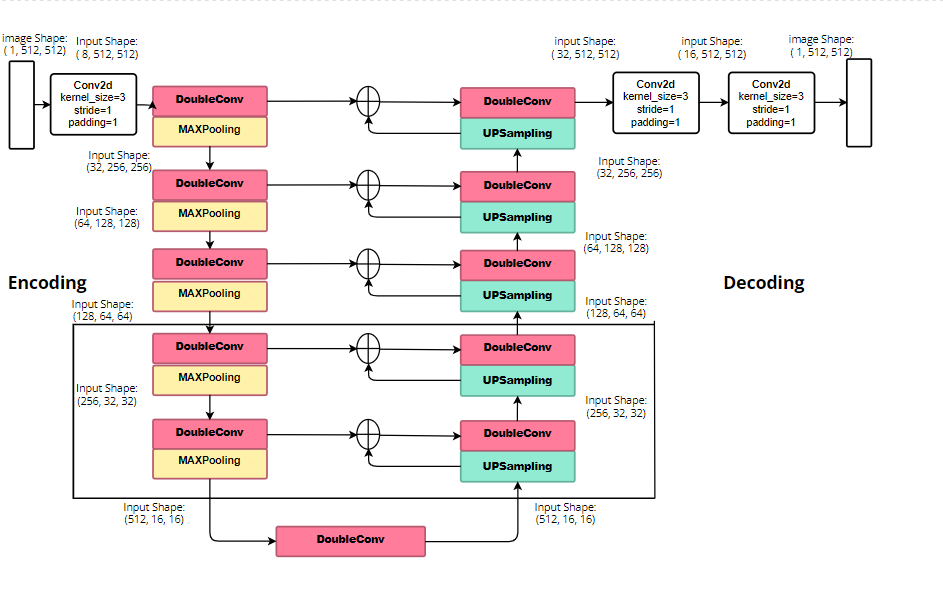 image Shape:
( 1, 512, 512)
Input Shape:
( 8, 512, 512)
input Shape:
( 32, 512, 512)
input Shape:
( 16, 512, 512)
image Shape:
( 1, 512, 512)
Conv2d
kernel_size=3
stride=1
padding=1
DoubleConv
MAXPooling
DoubleConv
UPSampling
Conv2d
kernel_size=3
stride=1
padding=1
Conv2d
kernel_size=3
stride=1
padding=1
Input Shape:
(32, 256, 256)
Input Shape:
(32, 256, 256)
DoubleConv
MAXPooling
DoubleConv
UPSampling
Input Shape:
(64, 128, 128)
Input Shape:
(64, 128, 128)
DoubleConv
MAXPooling
DoubleConv
UPSampling
Encoding
Decoding
Input Shape:
(128, 64, 64)
Input Shape:
(128, 64, 64)
DoubleConv
MAXPooling
DoubleConv
UPSampling
Input Shape:
(256, 32, 32)
Input Shape:
(256, 32, 32)
DoubleConv
MAXPooling
DoubleConv
UPSampling
Input Shape:
(512, 16, 16)
Input Shape:
(512, 16, 16)
DoubleConv